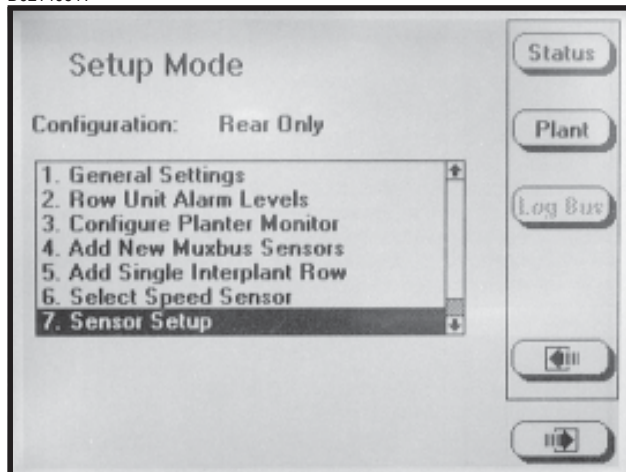 Setup Mode
Configuration: Rear Only
1. General Settings
2. Row Unit Alarm Levels
3. Configure Planter Monitor
4. Add New Muxbus Sensors
5. Add Single Interplant Row
6. Select Speed Sensor
7. Sensor Setup
Status
Plant
Log Bus